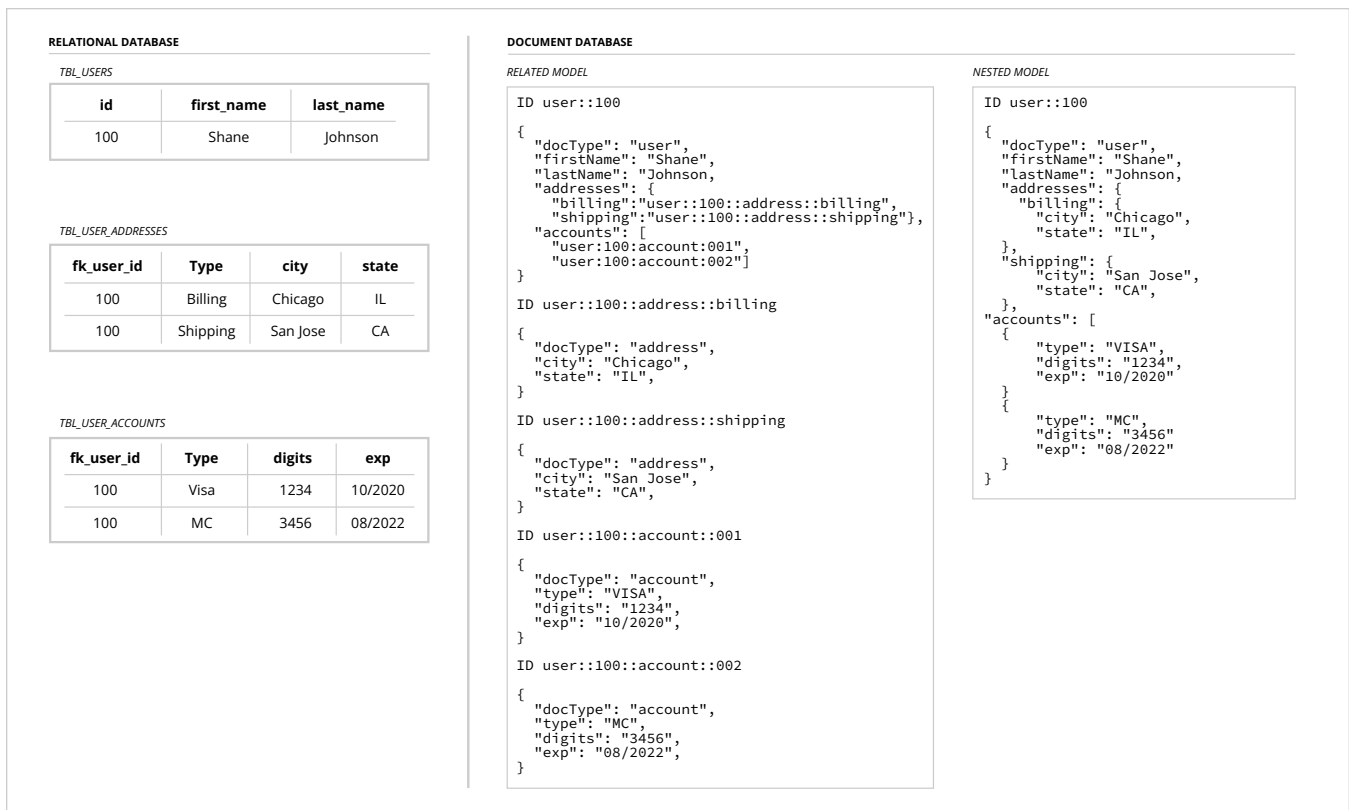 RELATIONAL DATABASE
TBL_USERS
id first_name last_name
100 Shane Johnson
TBL_USER_ADDRESSES
fk_user_id Type city state
100 Billing Chicago IL
100 Shipping San Jose CA
TBL_USER_ACCOUNTS
fk_user_id Type digits exp
100 Visa 1234 10/2020
100 MC 3456 08/2022
DOCUMENT DATABASE
RELATED MODEL
ID user::100
{
"docType": "user",
"firstName": "Shane",
"lastName": "Johnson,
"addresses": {
"billing":"user::100::address::billing",
"shipping":"user::100::address::shipping"},
"accounts": [
"user:100:account:001",
"user:100:account:002"]
}
ID user::100::address::billing
{
"docType": "address",
"city": "Chicago",
"state": "IL",
}
ID user::100::address::shipping
{
"docType": "address",
"city": "San Jose",
"state": "CA",
}
ID user::100::account::001
{
"docType": "account",
"type": "VISA",
"digits": "1234",
"exp": "10/2020",
}
ID user::100::account::002
{
"docType": "account",
"type": "MC",
"digits": "3456",
"exp": "08/2022",
}
NESTED MODEL
ID user::100
{
"docType": "user",
"firstName": "Shane",
"lastName": "Johnson,
"addresses": {
"billing": {
"city": "Chicago",
"state": "IL",
},
"shipping": {
"city": "San Jose",
"state": "CA",
},
"accounts": [
{
"type": "VISA",
"digits": "1234",
"exp": "10/2020"
}
{
"type": "MC",
"digits": "3456"
"exp": "08/2022"
}
}